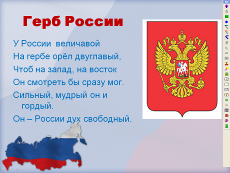 Герб России
У России величавой
На гербе орёл двуглавый,
Чтоб на запад, на восток
Он смотреть бы сразу мог.
Сильный, мудрый он и
гордый.
Он – России дух свободный.